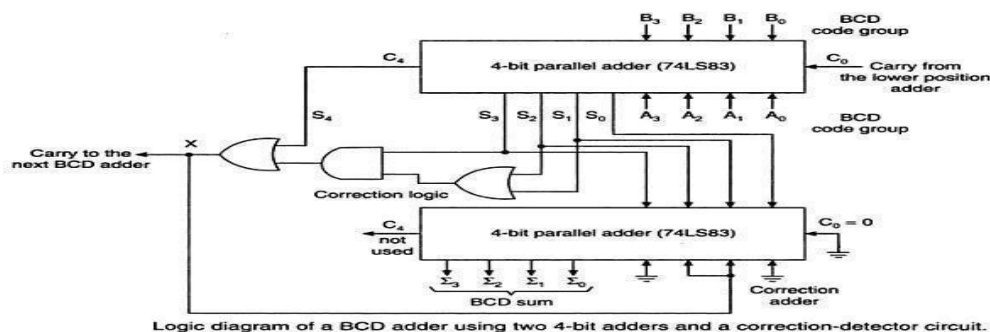 B₃ B₂ B₁ B₀ BCD code group
C₄ 4-bit parallel adder (74LS83) C₀ Carry from the lower position adder
S₄ S₃ S₂ S₁ S₀ A₃ A₂ A₁ A₀ BCD code group
X
Carry to the next BCD adder
Correction logic
C₄ not used 4-bit parallel adder (74LS83) C₀ = 0
Σ₃ Σ₂ Σ₁ Σ₀ Correction adder
BCD sum
Logic diagram of a BCD adder using two 4-bit adders and a correction-detector circuit.